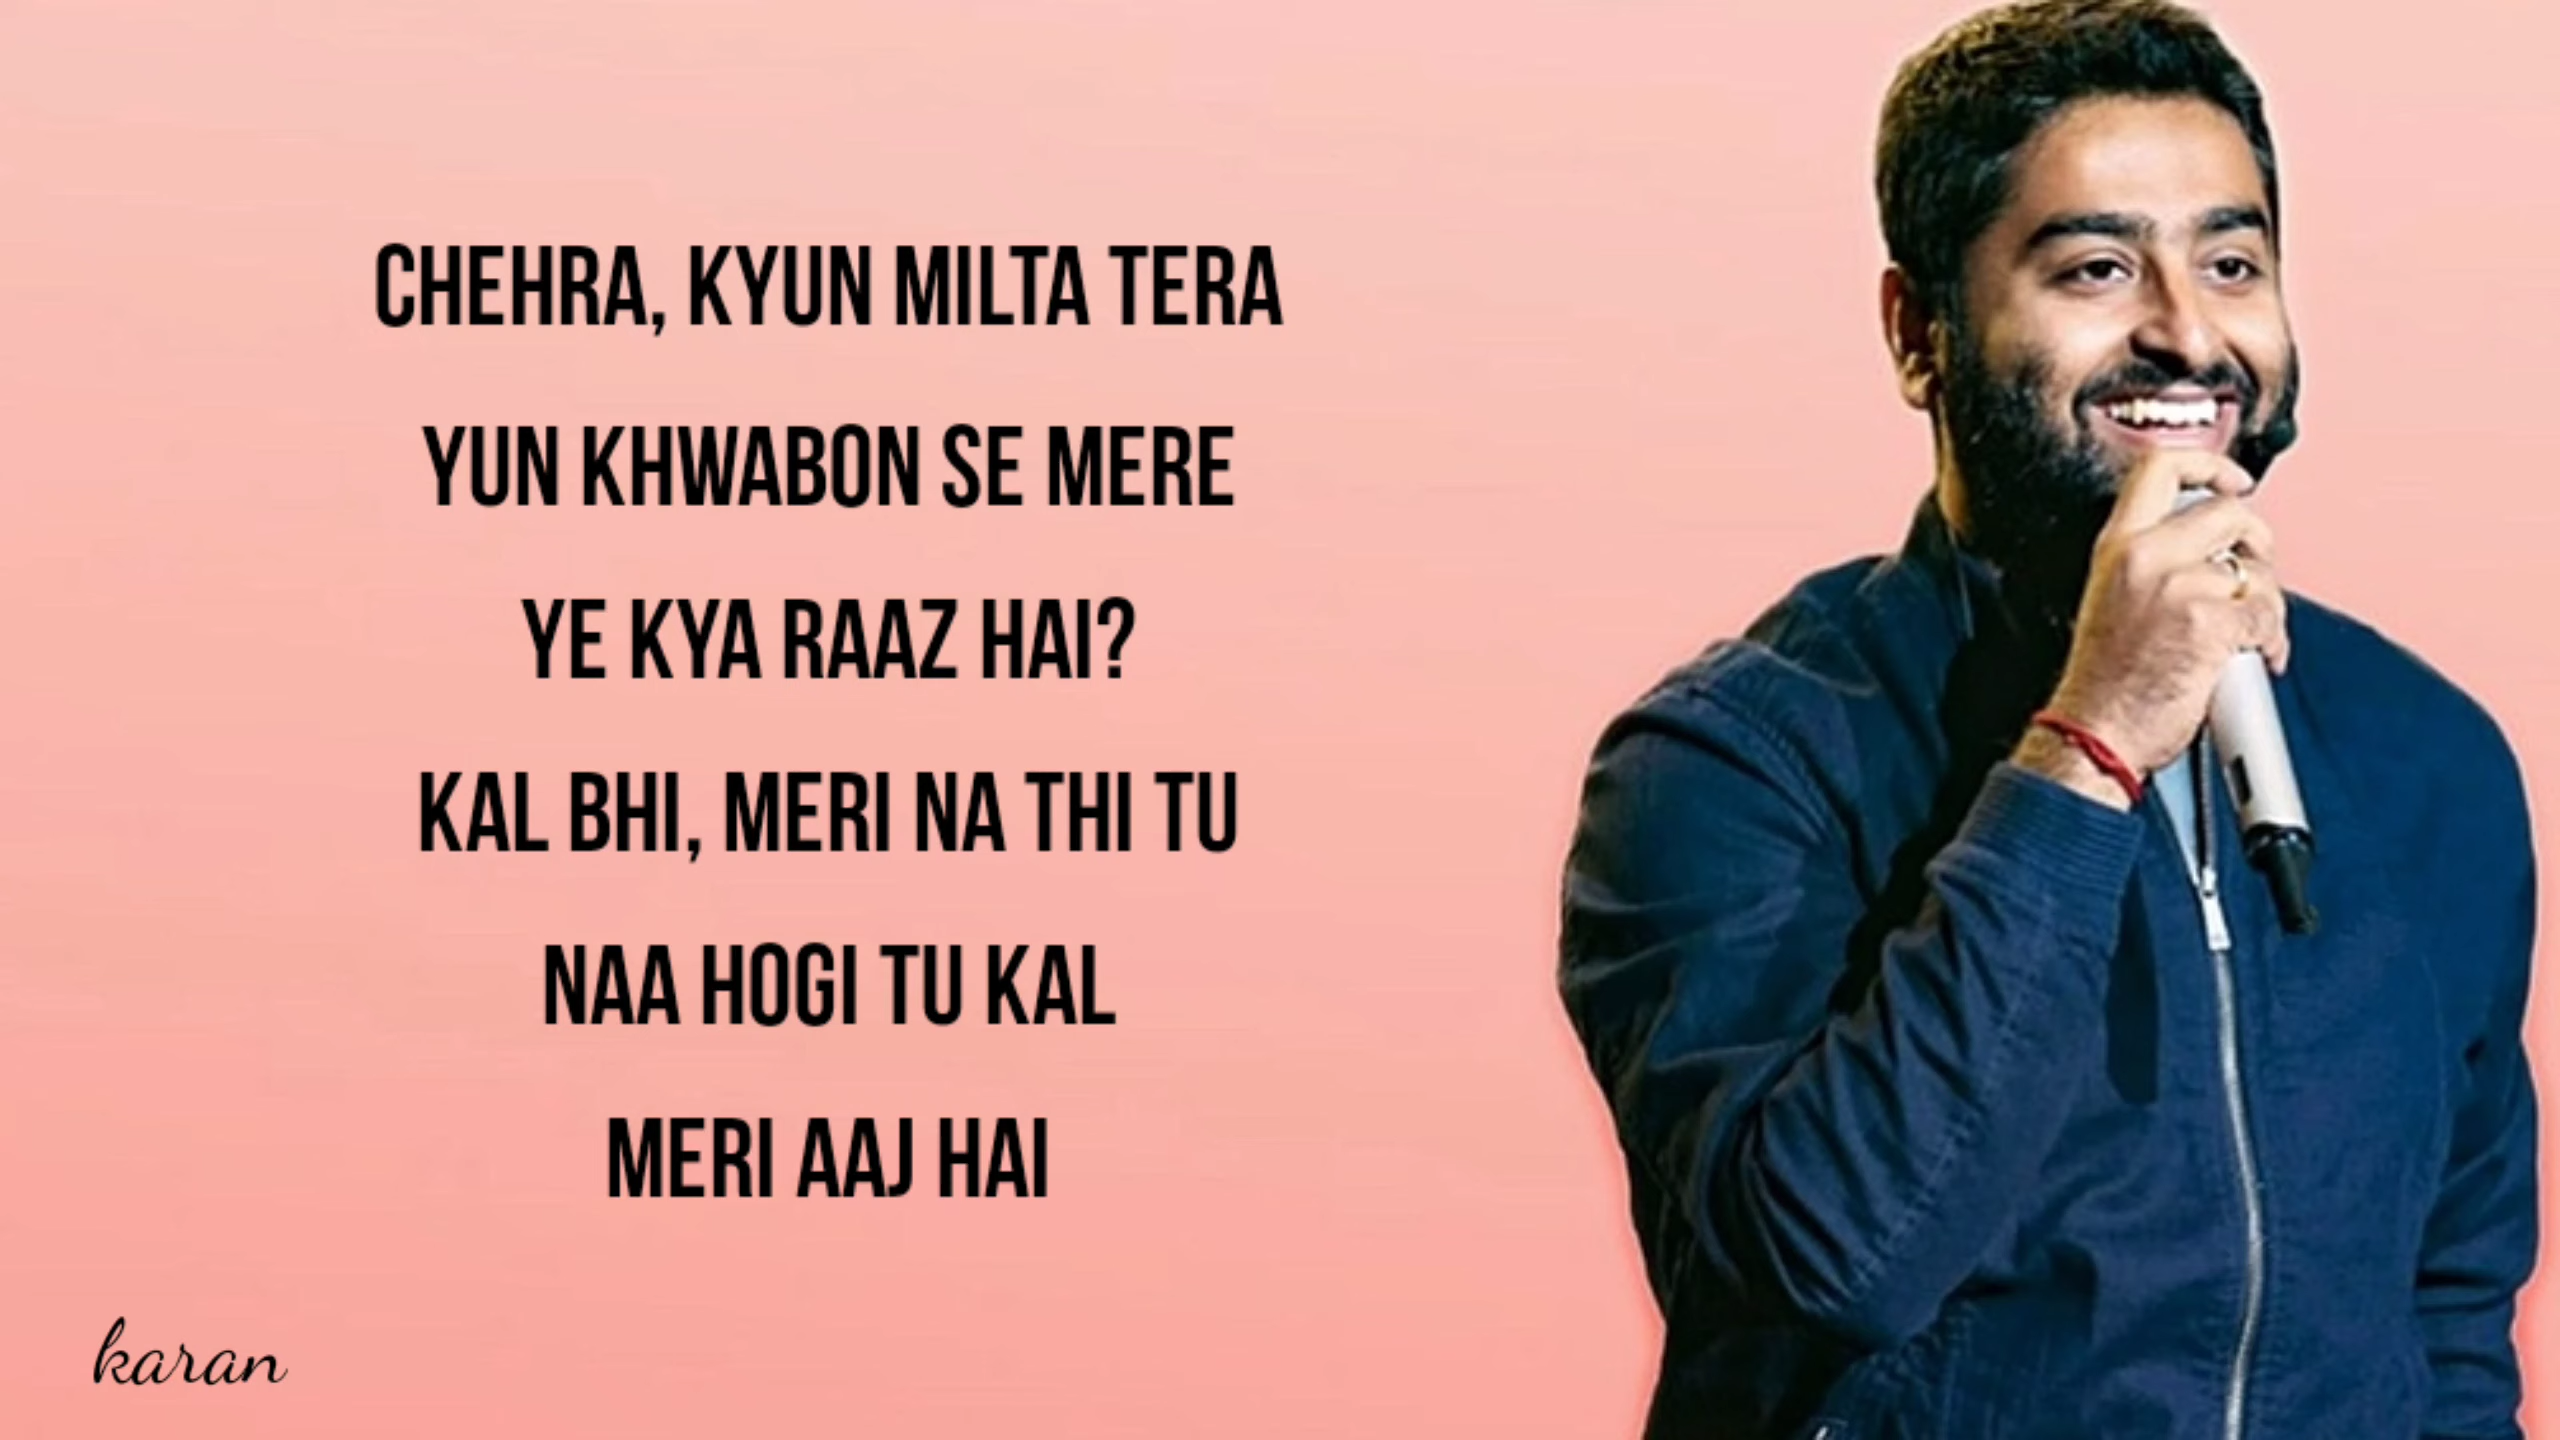 CHEHRA, KYUN MILTA TERA
YUN KHWABON SE MERE
YE KYA RAAZ HAI?
KAL BHI, MERI NA THI TU
NAA HOGI TU KAL
MERI AAJ HAI
karan